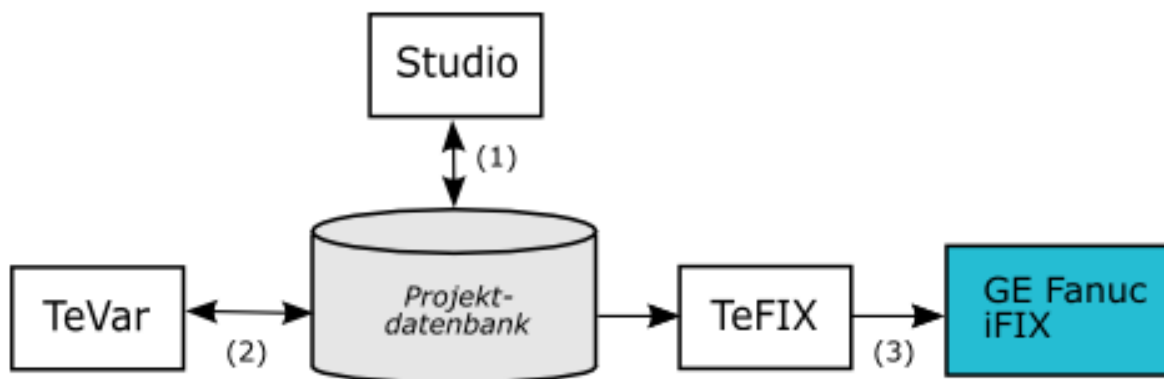 Studio
(1)
TeVar
(2)
Projekt-
datenbank
TeFIX
(3)
GE Fanuc
iFIX